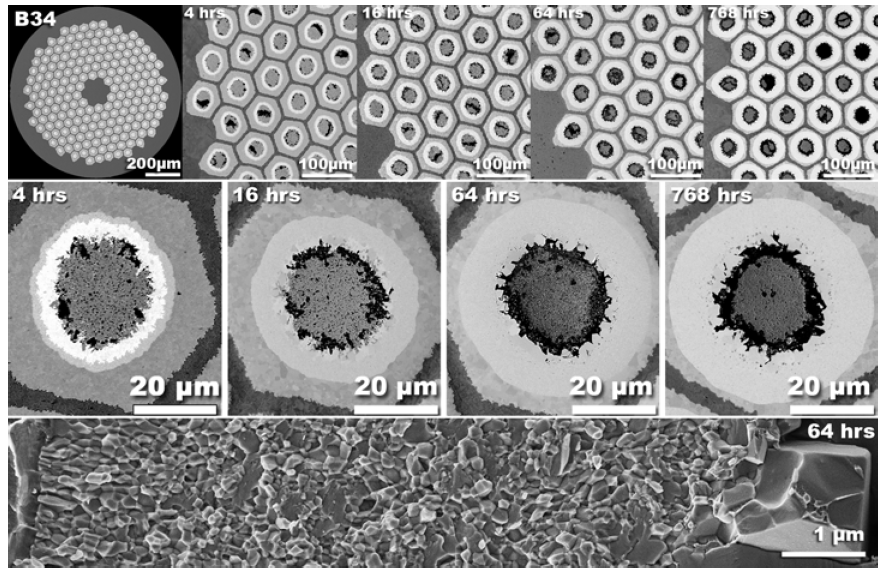 B34
200µm
4 hrs
100µm
16 hrs
100µm
64 hrs
100µm
768 hrs
100µm
4 hrs
20 µm
16 hrs
20 µm
64 hrs
20 µm
768 hrs
20 µm
64 hrs
1 µm